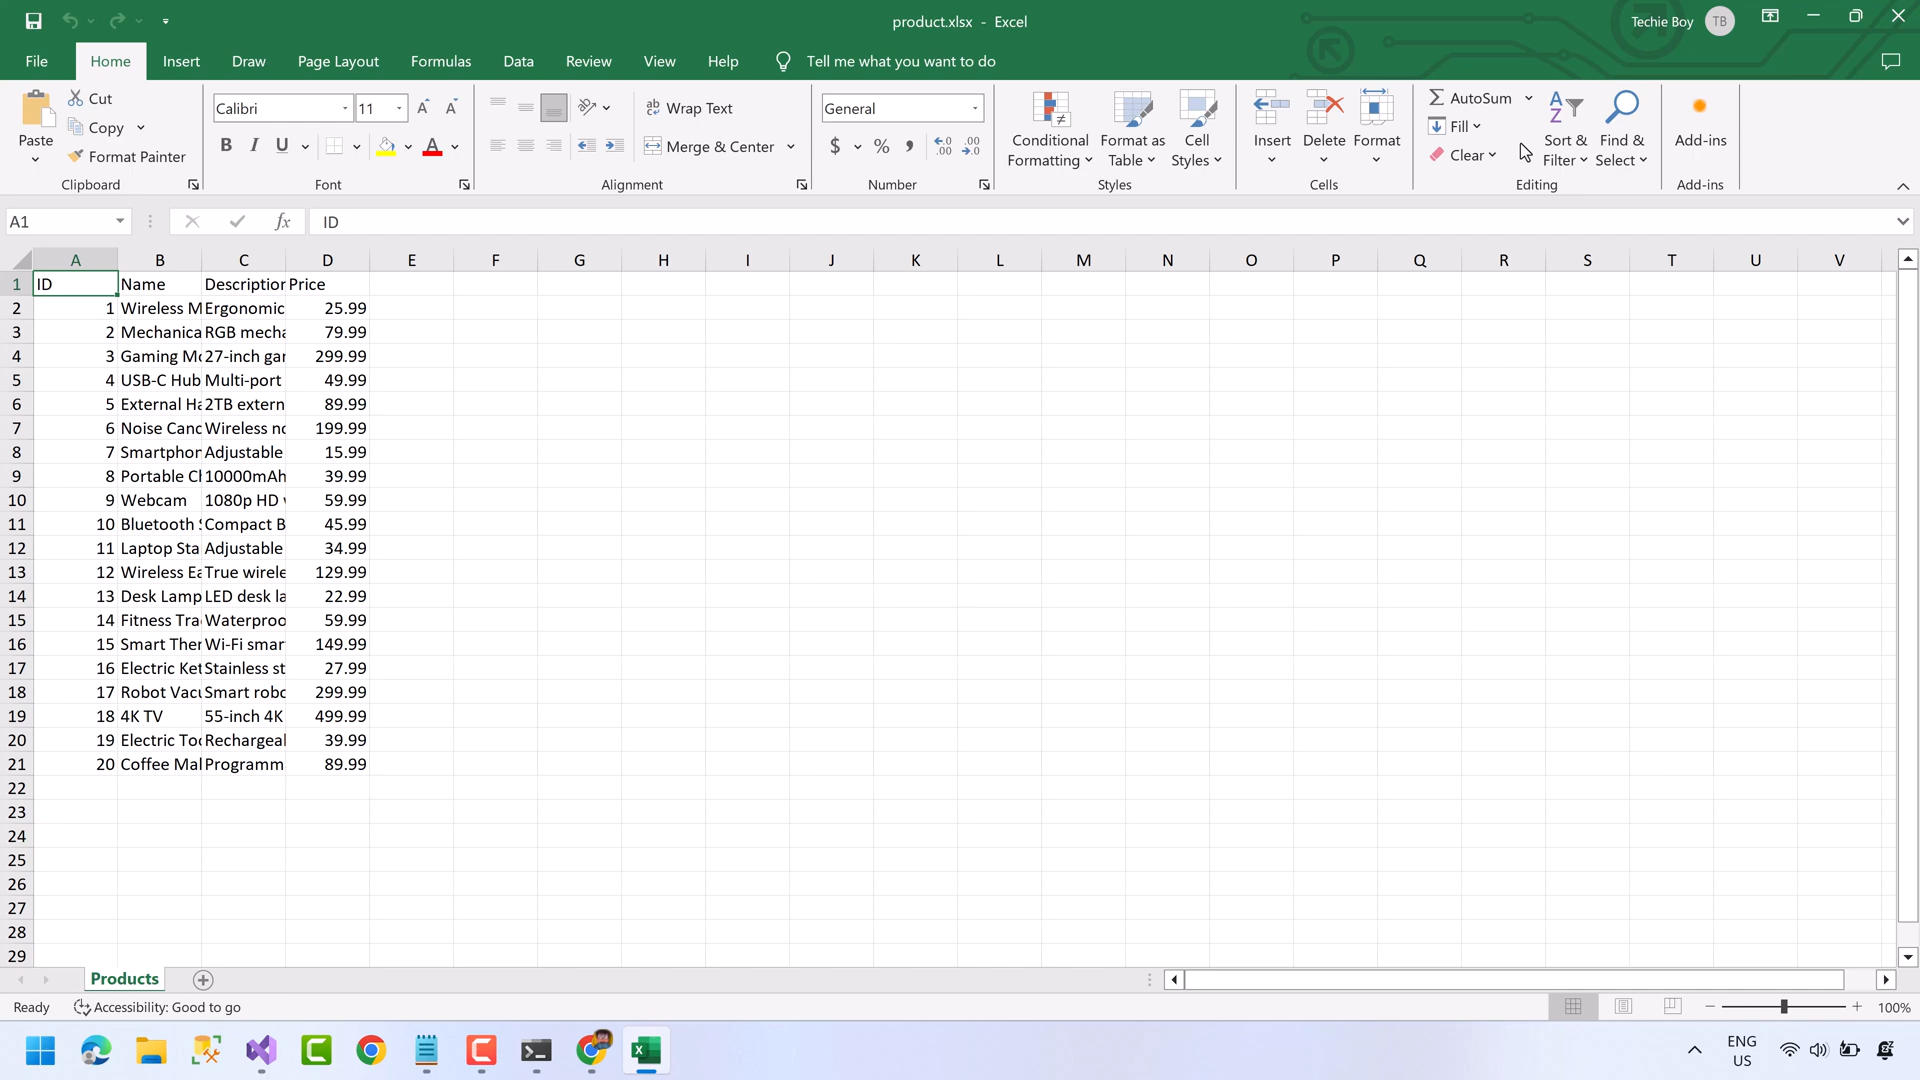 product.xlsx - Excel
Techie Boy TB
File Home Insert Draw Page Layout Formulas Data Review View Help Tell me what you want to do
Paste
Cut
Copy
Format Painter
Clipboard
Calibri 11
B I U A
Font
Wrap Text
Merge & Center
Alignment
General
$ % 9
Number
Conditional Formatting
Format as Table
Cell Styles
Styles
Insert Delete Format
Cells
AutoSum
Fill
Clear
Sort & Filter
Find & Select
Editing
Add-ins
Add-ins
A1 fx ID
A B C D E F G H I J K L M N O P Q R S T U V
1 ID Name Description Price
2 1 Wireless M Ergonomic 25.99
3 2 Mechanica RGB mecha 79.99
4 3 Gaming Mo 27-inch gar 299.99
5 4 USB-C Hub Multi-port 49.99
6 5 External Ha 2TB extern 89.99
7 6 Noise Canc Wireless no 199.99
8 7 Smartphon Adjustable 15.99
9 8 Portable Ch 10000mAh 39.99
10 9 Webcam 1080p HD 59.99
11 10 Bluetooth S Compact B 45.99
12 11 Laptop Sta Adjustable 34.99
13 12 Wireless Ea True wirele 129.99
14 13 Desk Lamp LED desk la 22.99
15 14 Fitness Tra Waterproo 59.99
16 15 Smart Ther Wi-Fi smar 149.99
17 16 Electric Ket Stainless st 27.99
18 17 Robot Vacu Smart robo 299.99
19 18 4K TV 55-inch 4K 499.99
20 19 Electric Too Rechargeal 39.99
21 20 Coffee Mal Programm 89.99
22
23
24
25
26
27
28
29
Products
Ready Accessibility: Good to go 100%
ENG
US